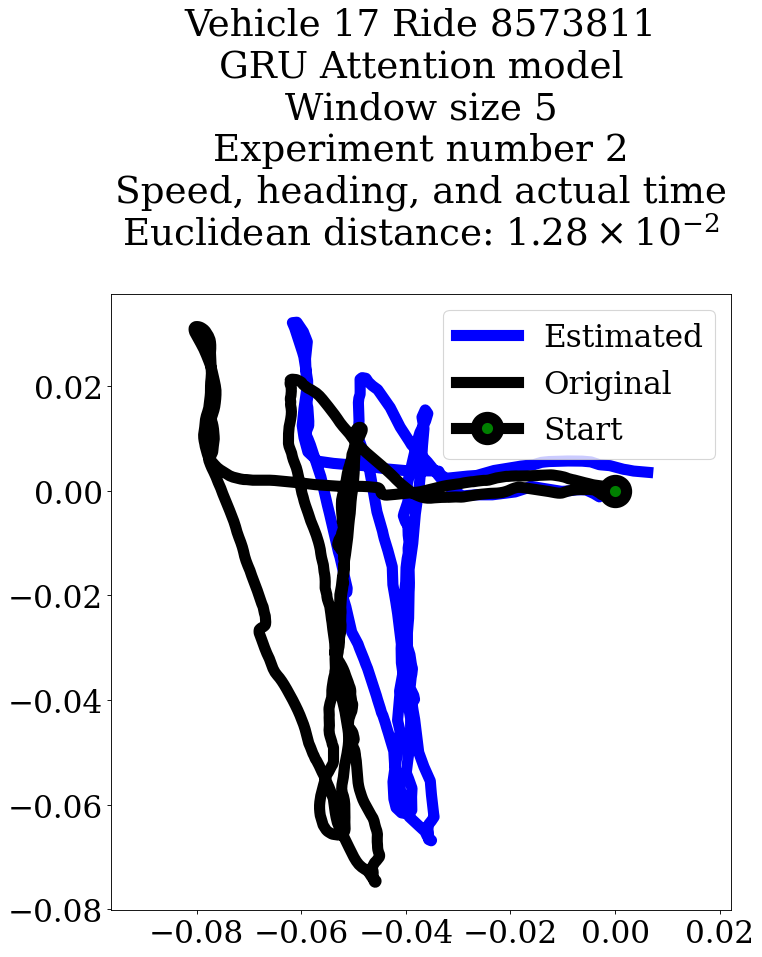 Vehicle 17 Ride 8573811
GRU Attention model
Window size 5
Experiment number 2
Speed, heading, and actual time
Euclidean distance: 1.28 × 10⁻²
Estimated
Original
Start
0.02
0.00
−0.02
−0.04
−0.06
−0.08
−0.08 −0.06 −0.04 −0.02 0.00 0.02